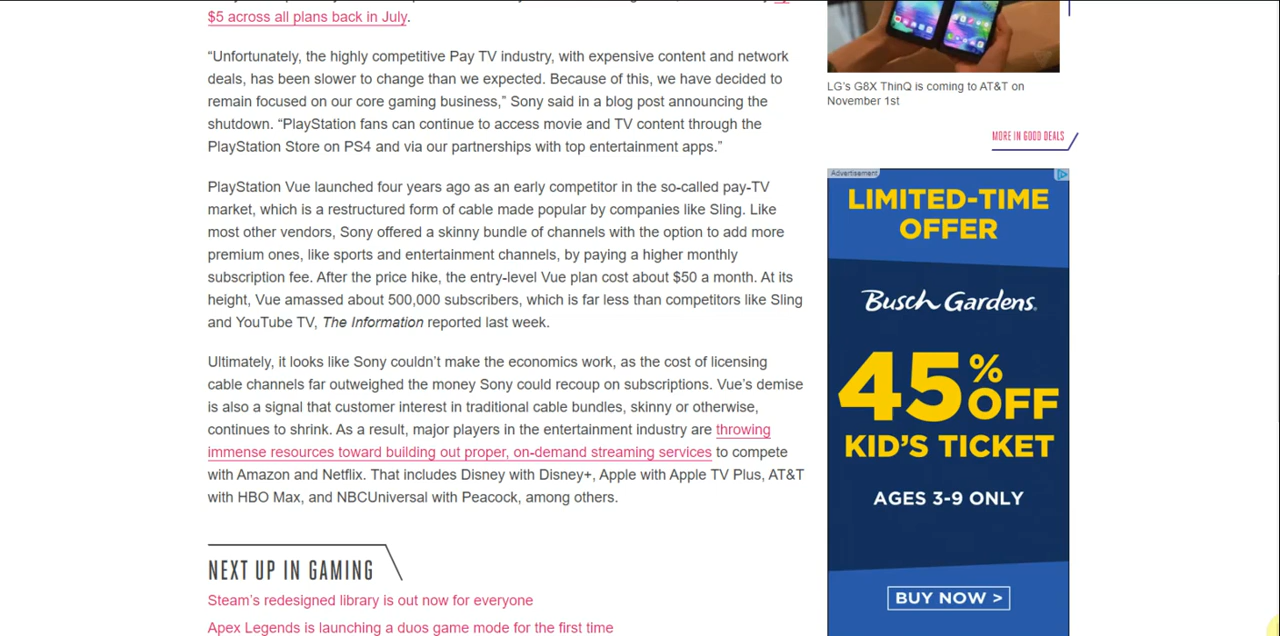 $5 across all plans back in July.
“Unfortunately, the highly competitive Pay TV industry, with expensive content and network
deals, has been slower to change than we expected. Because of this, we have decided to
remain focused on our core gaming business,” Sony said in a blog post announcing the
shutdown. “PlayStation fans can continue to access movie and TV content through the
PlayStation Store on PS4 and via our partnerships with top entertainment apps.”
PlayStation Vue launched four years ago as an early competitor in the so-called pay-TV
market, which is a restructured form of cable made popular by companies like Sling. Like
most other vendors, Sony offered a skinny bundle of channels with the option to add more
premium ones, like sports and entertainment channels, by paying a higher monthly
subscription fee. After the price hike, the entry-level Vue plan cost about $50 a month. At its
height, Vue amassed about 500,000 subscribers, which is far less than competitors like Sling
and YouTube TV, The Information reported last week.
Ultimately, it looks like Sony couldn’t make the economics work, as the cost of licensing
cable channels far outweighed the money Sony could recoup on subscriptions. Vue’s demise
is also a signal that customer interest in traditional cable bundles, skinny or otherwise,
continues to shrink. As a result, major players in the entertainment industry are throwing
immense resources toward building out proper, on-demand streaming services to compete
with Amazon and Netflix. That includes Disney with Disney+, Apple with Apple TV Plus, AT&T
with HBO Max, and NBCUniversal with Peacock, among others.
NEXT UP IN GAMING
Steam’s redesigned library is out now for everyone
Apex Legends is launching a duos game mode for the first time
LG’s G8X ThinQ is coming to AT&T on
November 1st
MORE IN GOOD DEALS
Advertisement
LIMITED-TIME
OFFER
Busch Gardens
45% OFF
KID’S TICKET
AGES 3-9 ONLY
BUY NOW >